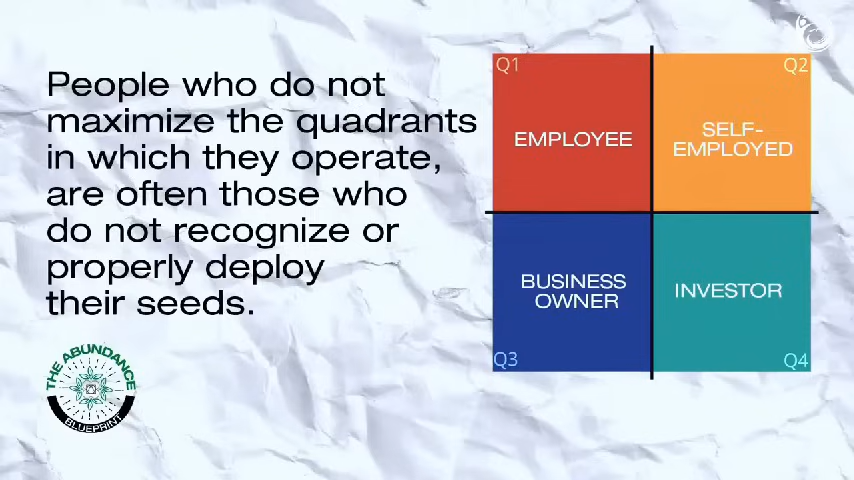 People who do not
maximize the quadrants
in which they operate,
are often those who
do not recognize or
properly deploy
their seeds.
Q1
EMPLOYEE
Q2
SELF-
EMPLOYED
BUSINESS
OWNER
Q3
INVESTOR
Q4
THE ABUNDANCE
BLUEPRINT